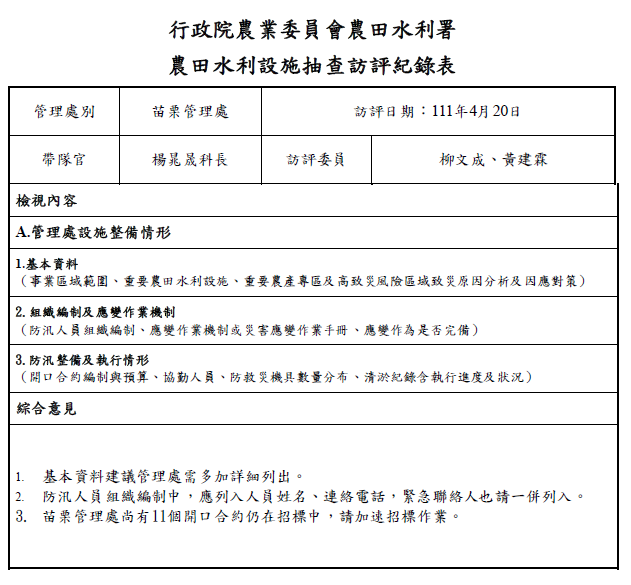 行政院農業委員會農田水利署
農田水利設施抽查訪評紀錄表
管理處別 苗栗管理處 訪評日期：111年4月20日
帶隊官 楊晁晟科長 訪評委員 柳文成、黃建霖
檢視內容
A.管理處設施整備情形
1.基本資料
（事業區域範圍、重要農田水利設施、重要農產專區及高致災風險區域致災原因分析及因應對策）
2.組織編制及應變作業機制
（防汛人員組織編制、應變作業機制或災害應變作業手冊、應變作為是否完備）
3.防汛整備及執行情形
（開口合約編制與預算、協勤人員、防救災機具數量分布、清淤紀錄含執行進度及狀況）
綜合意見
1. 基本資料建議管理處需多加詳細列出。
2. 防汛人員組織編制中，應列入人員姓名、連絡電話，緊急聯絡人也請一併列入。
3. 苗栗管理處尚有11個開口合約仍在招標中，請加速招標作業。